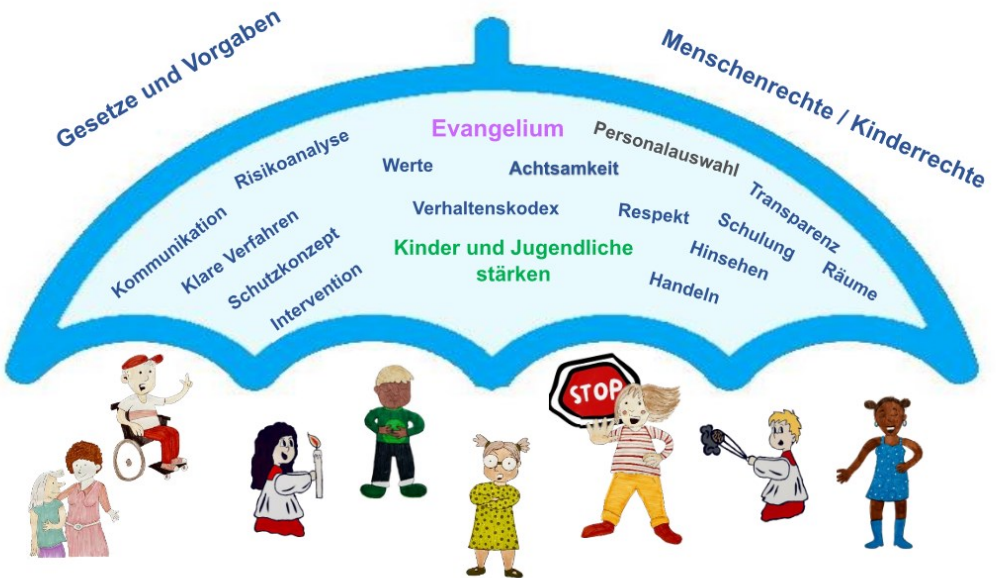 Gesetze und Vorgaben
Menschenrechte / Kinderrechte
Evangelium
Personalauswahl
Risikoanalyse
Werte
Achtsamkeit
Transparenz
Kommunikation
Verhaltenskodex
Respekt
Schulung
Klare Verfahren
Kinder und Jugendliche
stärken
Hinsehen
Räume
Schutzkonzept
Intervention
Handeln
STOP